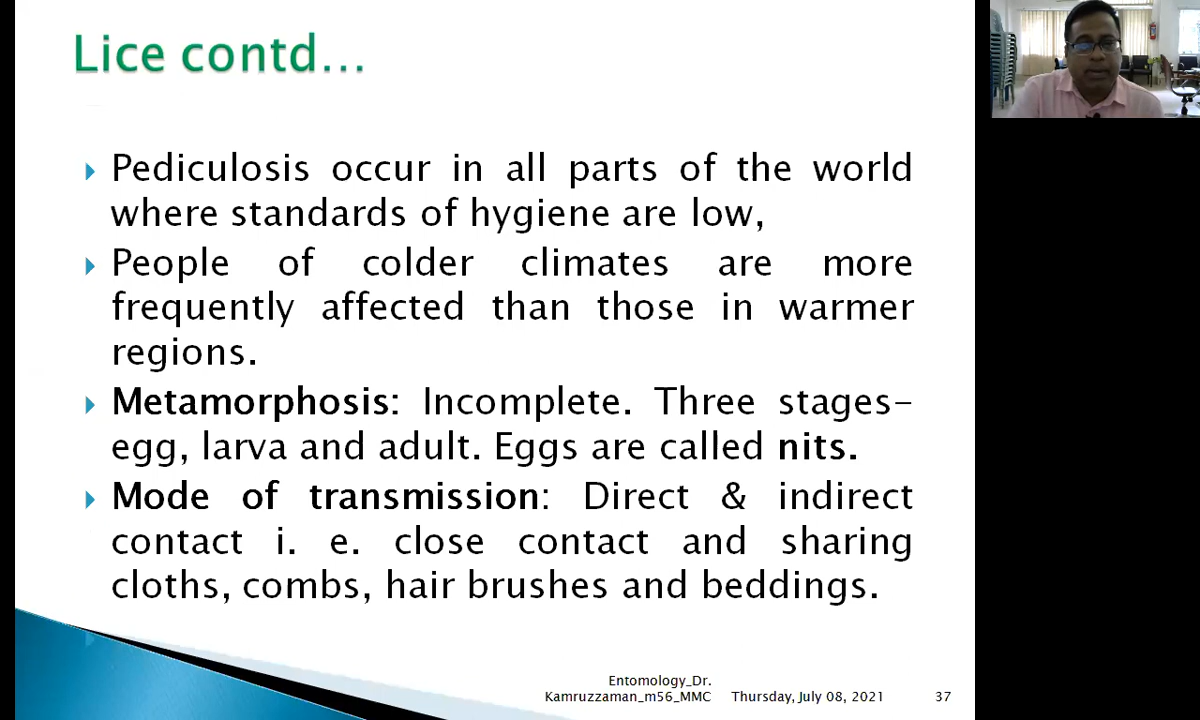 Lice contd...
Pediculosis occur in all parts of the world
where standards of hygiene are low,
People of colder climates are more
frequently affected than those in warmer
regions.
Metamorphosis: Incomplete. Three stages-
egg, larva and adult. Eggs are called nits.
Mode of transmission: Direct & indirect
contact i. e. close contact and sharing
cloths, combs, hair brushes and beddings.
Entomology_Dr.
Kamruzzaman_m56_MMC Thursday, July 08, 2021 37